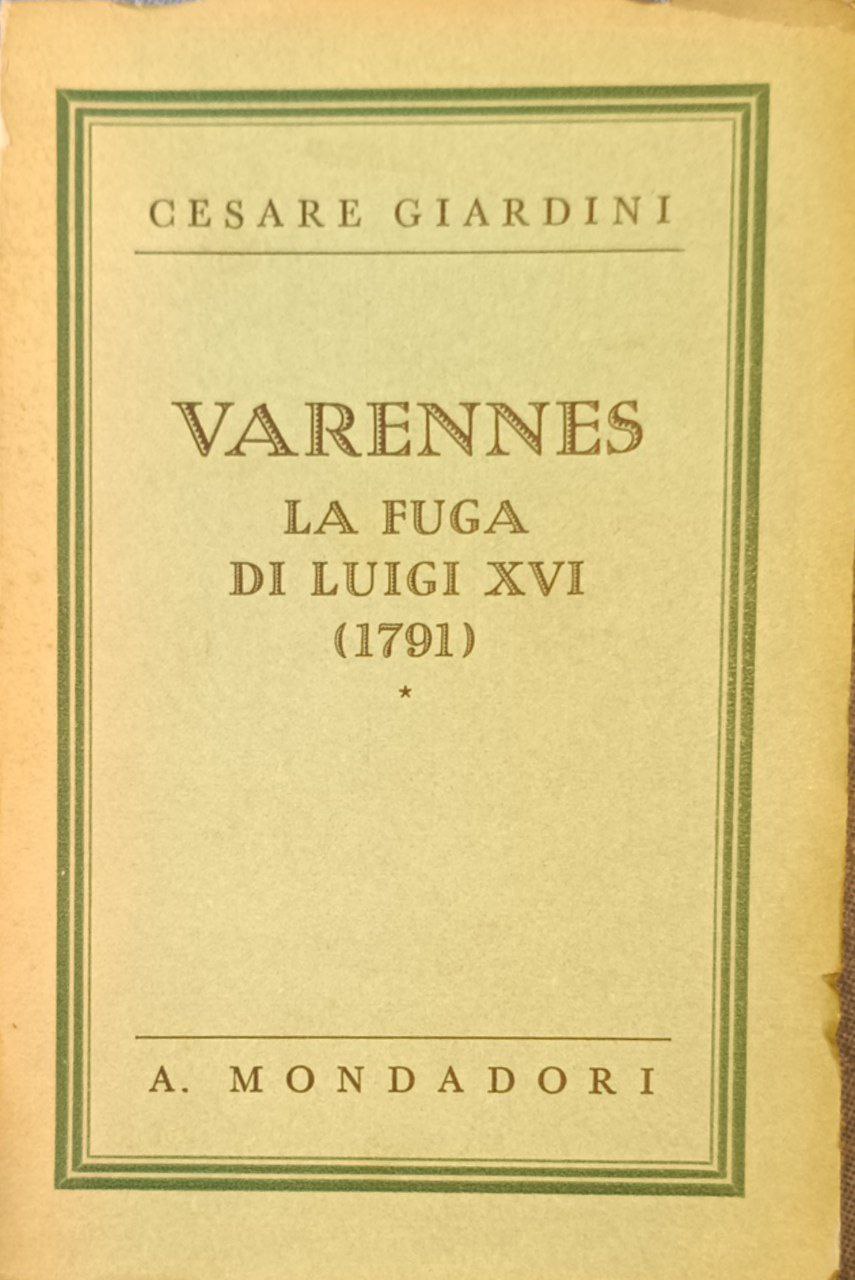 CESARE GIARDINI
VARENNES
LA FUGA
DI LUIGI XVI
(1791)
*
A. MONDADORI